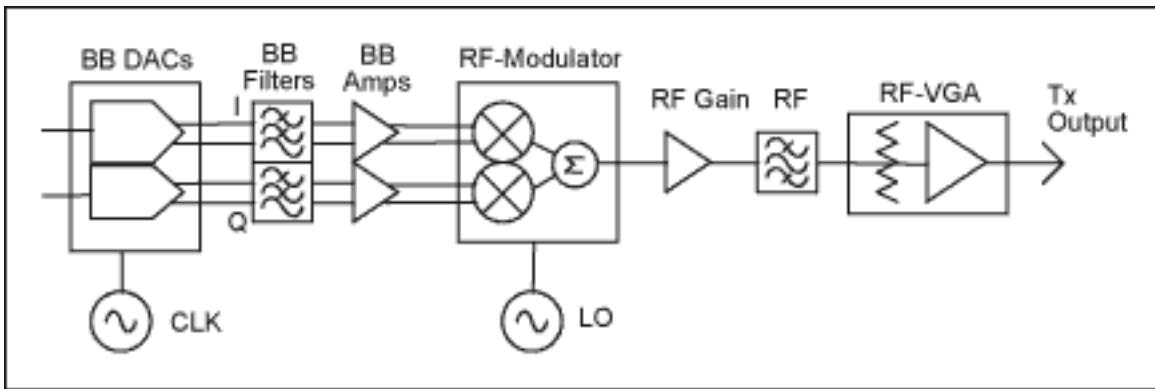 BB DACs
BB
Filters
BB
Amps
RF-Modulator
RF Gain
RF
RF-VGA
Tx
Output
I
Q
Σ
CLK
LO